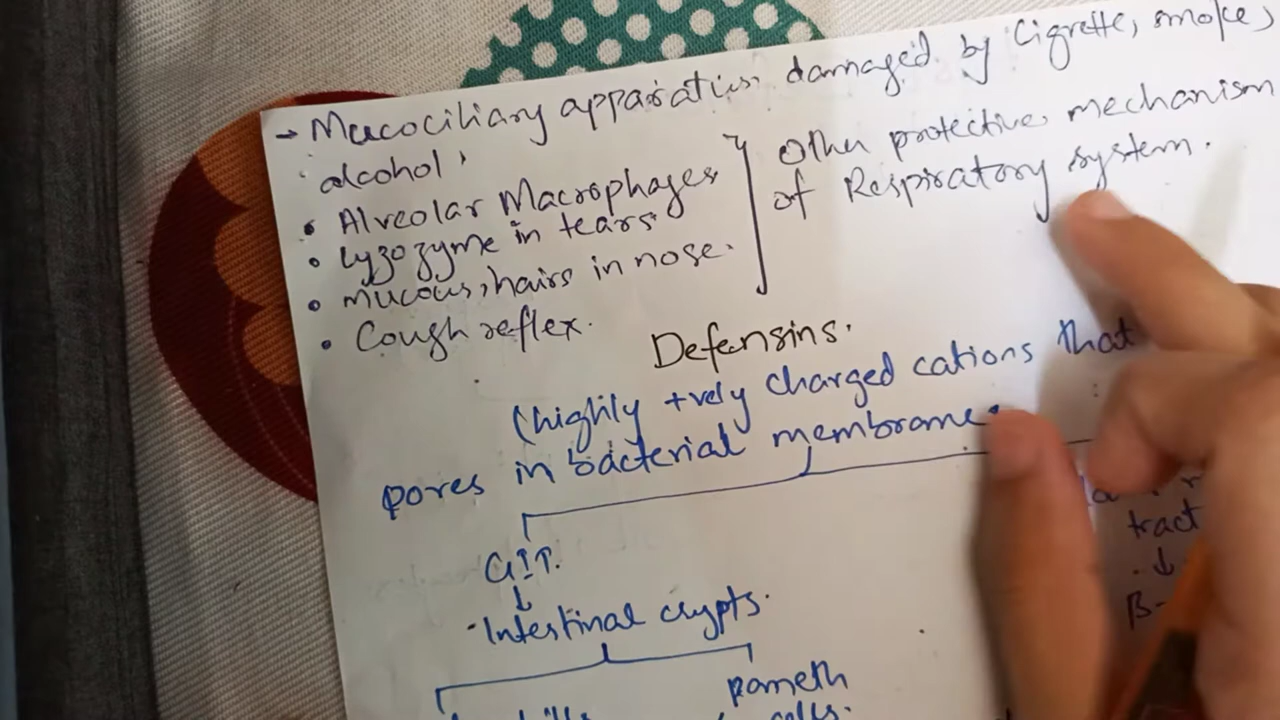 → Mucociliary apparatus damaged by Cigrette, smoke,
alcohol,
• Alveolar Macrophages
• Lyzozyme in tears
• Mucous, hairs in nose.
• Cough reflex.
Other protective mechanism
of Respiratory system.
Defensins.
(highly +vely charged cations that
pores in bacterial membrane
GIT.
↓
Intestinal crypts.
tract
↓
β-
paneth
cells.